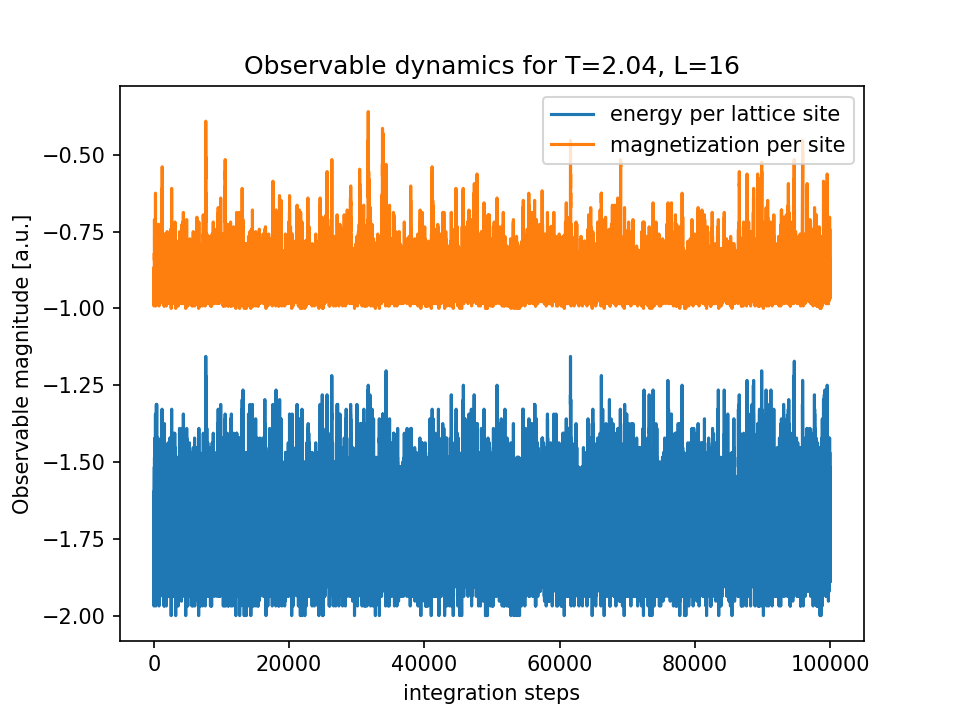 Observable dynamics for T=2.04, L=16
energy per lattice site
magnetization per site
Observable magnitude [a.u.]
−0.50
−0.75
−1.00
−1.25
−1.50
−1.75
−2.00
0 20000 40000 60000 80000 100000
integration steps